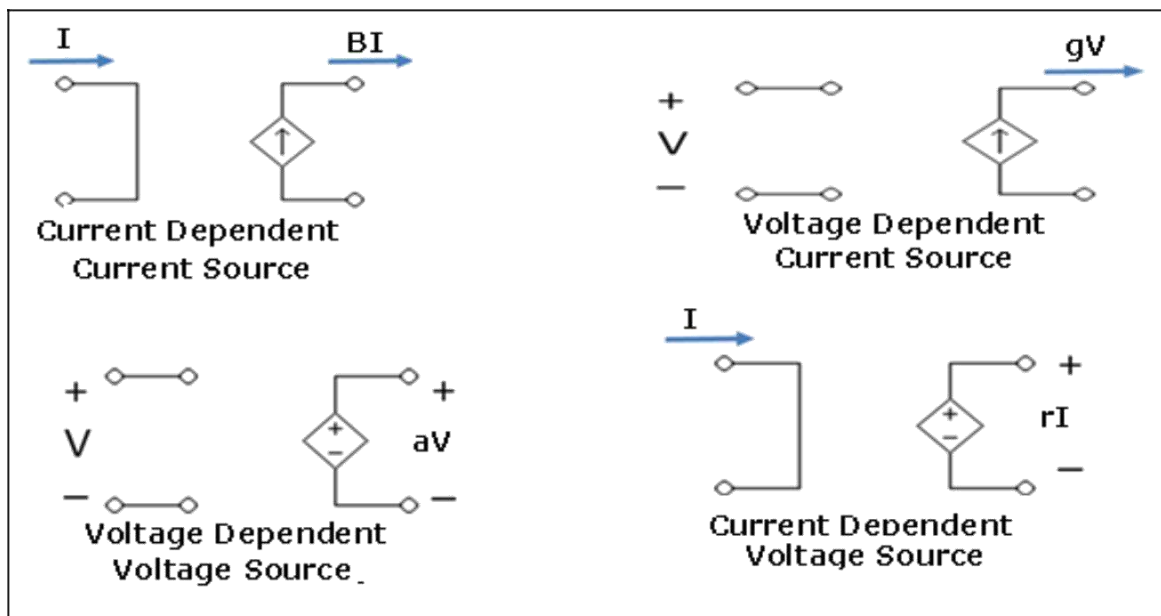 I
BI
+
-
Current Dependent
Current Source
+
V
-
gV
Voltage Dependent
Current Source
+
V
-
+
-
+
aV
-
Voltage Dependent
Voltage Source
I
+
-
+
rI
-
Current Dependent
Voltage Source